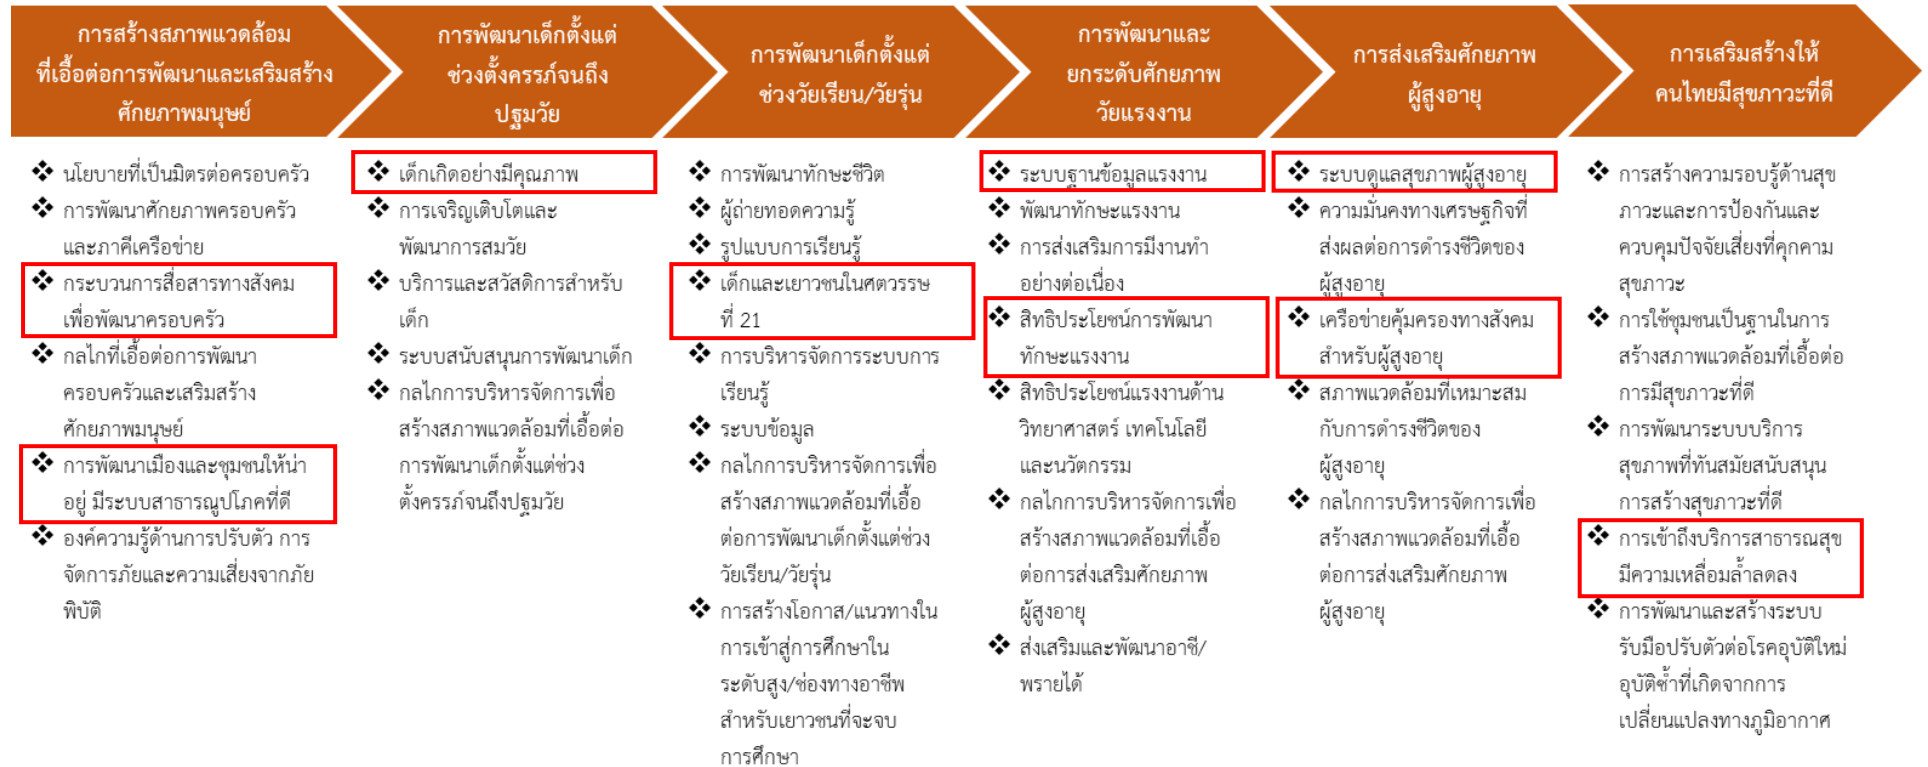 การสร้างสภาพแวดล้อม
ที่เอื้อต่อการพัฒนาและเสริมสร้าง
ศักยภาพมนุษย์
การพัฒนาเด็กตั้งแต่
ช่วงตั้งครรภ์จนถึง
ปฐมวัย
การพัฒนาเด็กตั้งแต่
ช่วงวัยเรียน/วัยรุ่น
การพัฒนาและ
ยกระดับศักยภาพ
วัยแรงงาน
การส่งเสริมศักยภาพ
ผู้สูงอายุ
การเสริมสร้างให้
คนไทยมีสุขภาวะที่ดี
❖ นโยบายที่เป็นมิตรต่อครอบครัว
❖ การพัฒนาศักยภาพครอบครัว
และภาคีเครือข่าย
❖ กระบวนการสื่อสารทางสังคม
เพื่อพัฒนาครอบครัว
❖ กลไกที่เอื้อต่อการพัฒนา
ครอบครัวและเสริมสร้าง
ศักยภาพมนุษย์
❖ การพัฒนาเมืองและชุมชนให้น่า
อยู่ มีระบบสาธารณูปโภคที่ดี
❖ องค์ความรู้ด้านการปรับตัว การ
จัดการภัยและความเสี่ยงจากภัย
พิบัติ
❖ เด็กเกิดอย่างมีคุณภาพ
❖ การเจริญเติบโตและ
พัฒนาการสมวัย
❖ บริการและสวัสดิการสำหรับ
เด็ก
❖ ระบบสนับสนุนการพัฒนาเด็ก
❖ กลไกการบริหารจัดการเพื่อ
สร้างสภาพแวดล้อมที่เอื้อต่อ
การพัฒนาเด็กตั้งแต่ช่วง
ตั้งครรภ์จนถึงปฐมวัย
❖ การพัฒนาทักษะชีวิต
❖ ผู้ถ่ายทอดความรู้
❖ รูปแบบการเรียนรู้
❖ เด็กและเยาวชนในศตวรรษ
ที่ 21
❖ การบริหารจัดการระบบการ
เรียนรู้
❖ ระบบข้อมูล
❖ กลไกการบริหารจัดการเพื่อ
สร้างสภาพแวดล้อมที่เอื้อ
ต่อการพัฒนาเด็กตั้งแต่ช่วง
วัยเรียน/วัยรุ่น
❖ การสร้างโอกาส/แนวทางใน
การเข้าสู่การศึกษาใน
ระดับสูง/ช่องทางอาชีพ
สำหรับเยาวชนที่จะจบ
การศึกษา
❖ ระบบฐานข้อมูลแรงงาน
❖ พัฒนาทักษะแรงงาน
❖ การส่งเสริมการมีงานทำ
อย่างต่อเนื่อง
❖ สิทธิประโยชน์การพัฒนา
ทักษะแรงงาน
❖ สิทธิประโยชน์แรงงานด้าน
วิทยาศาสตร์ เทคโนโลยี
และนวัตกรรม
❖ กลไกการบริหารจัดการเพื่อ
สร้างสภาพแวดล้อมที่เอื้อ
ต่อการส่งเสริมศักยภาพ
ผู้สูงอายุ
❖ ส่งเสริมและพัฒนาอาชี/
พรายได้
❖ ระบบดูแลสุขภาพผู้สูงอายุ
❖ ความมั่นคงทางเศรษฐกิจที่
ส่งผลต่อการดำรงชีวิตของ
ผู้สูงอายุ
❖ เครือข่ายคุ้มครองทางสังคม
สำหรับผู้สูงอายุ
❖ สภาพแวดล้อมที่เหมาะสม
กับการดำรงชีวิตของ
ผู้สูงอายุ
❖ กลไกการบริหารจัดการเพื่อ
สร้างสภาพแวดล้อมที่เอื้อ
ต่อการส่งเสริมศักยภาพ
ผู้สูงอายุ
❖ การสร้างความรอบรู้ด้านสุข
ภาวะและการป้องกันและ
ควบคุมปัจจัยเสี่ยงที่คุกคาม
สุขภาวะ
❖ การใช้ชุมชนเป็นฐานในการ
สร้างสภาพแวดล้อมที่เอื้อต่อ
การมีสุขภาวะที่ดี
❖ การพัฒนาระบบบริการ
สุขภาพที่ทันสมัยสนับสนุน
การสร้างสุขภาวะที่ดี
❖ การเข้าถึงบริการสาธารณสุข
มีความเหลื่อมล้ำลดลง
❖ การพัฒนาและสร้างระบบ
รับมือปรับตัวต่อโรคอุบัติใหม่
อุบัติซ้ำที่เกิดจากการ
เปลี่ยนแปลงทางภูมิอากาศ